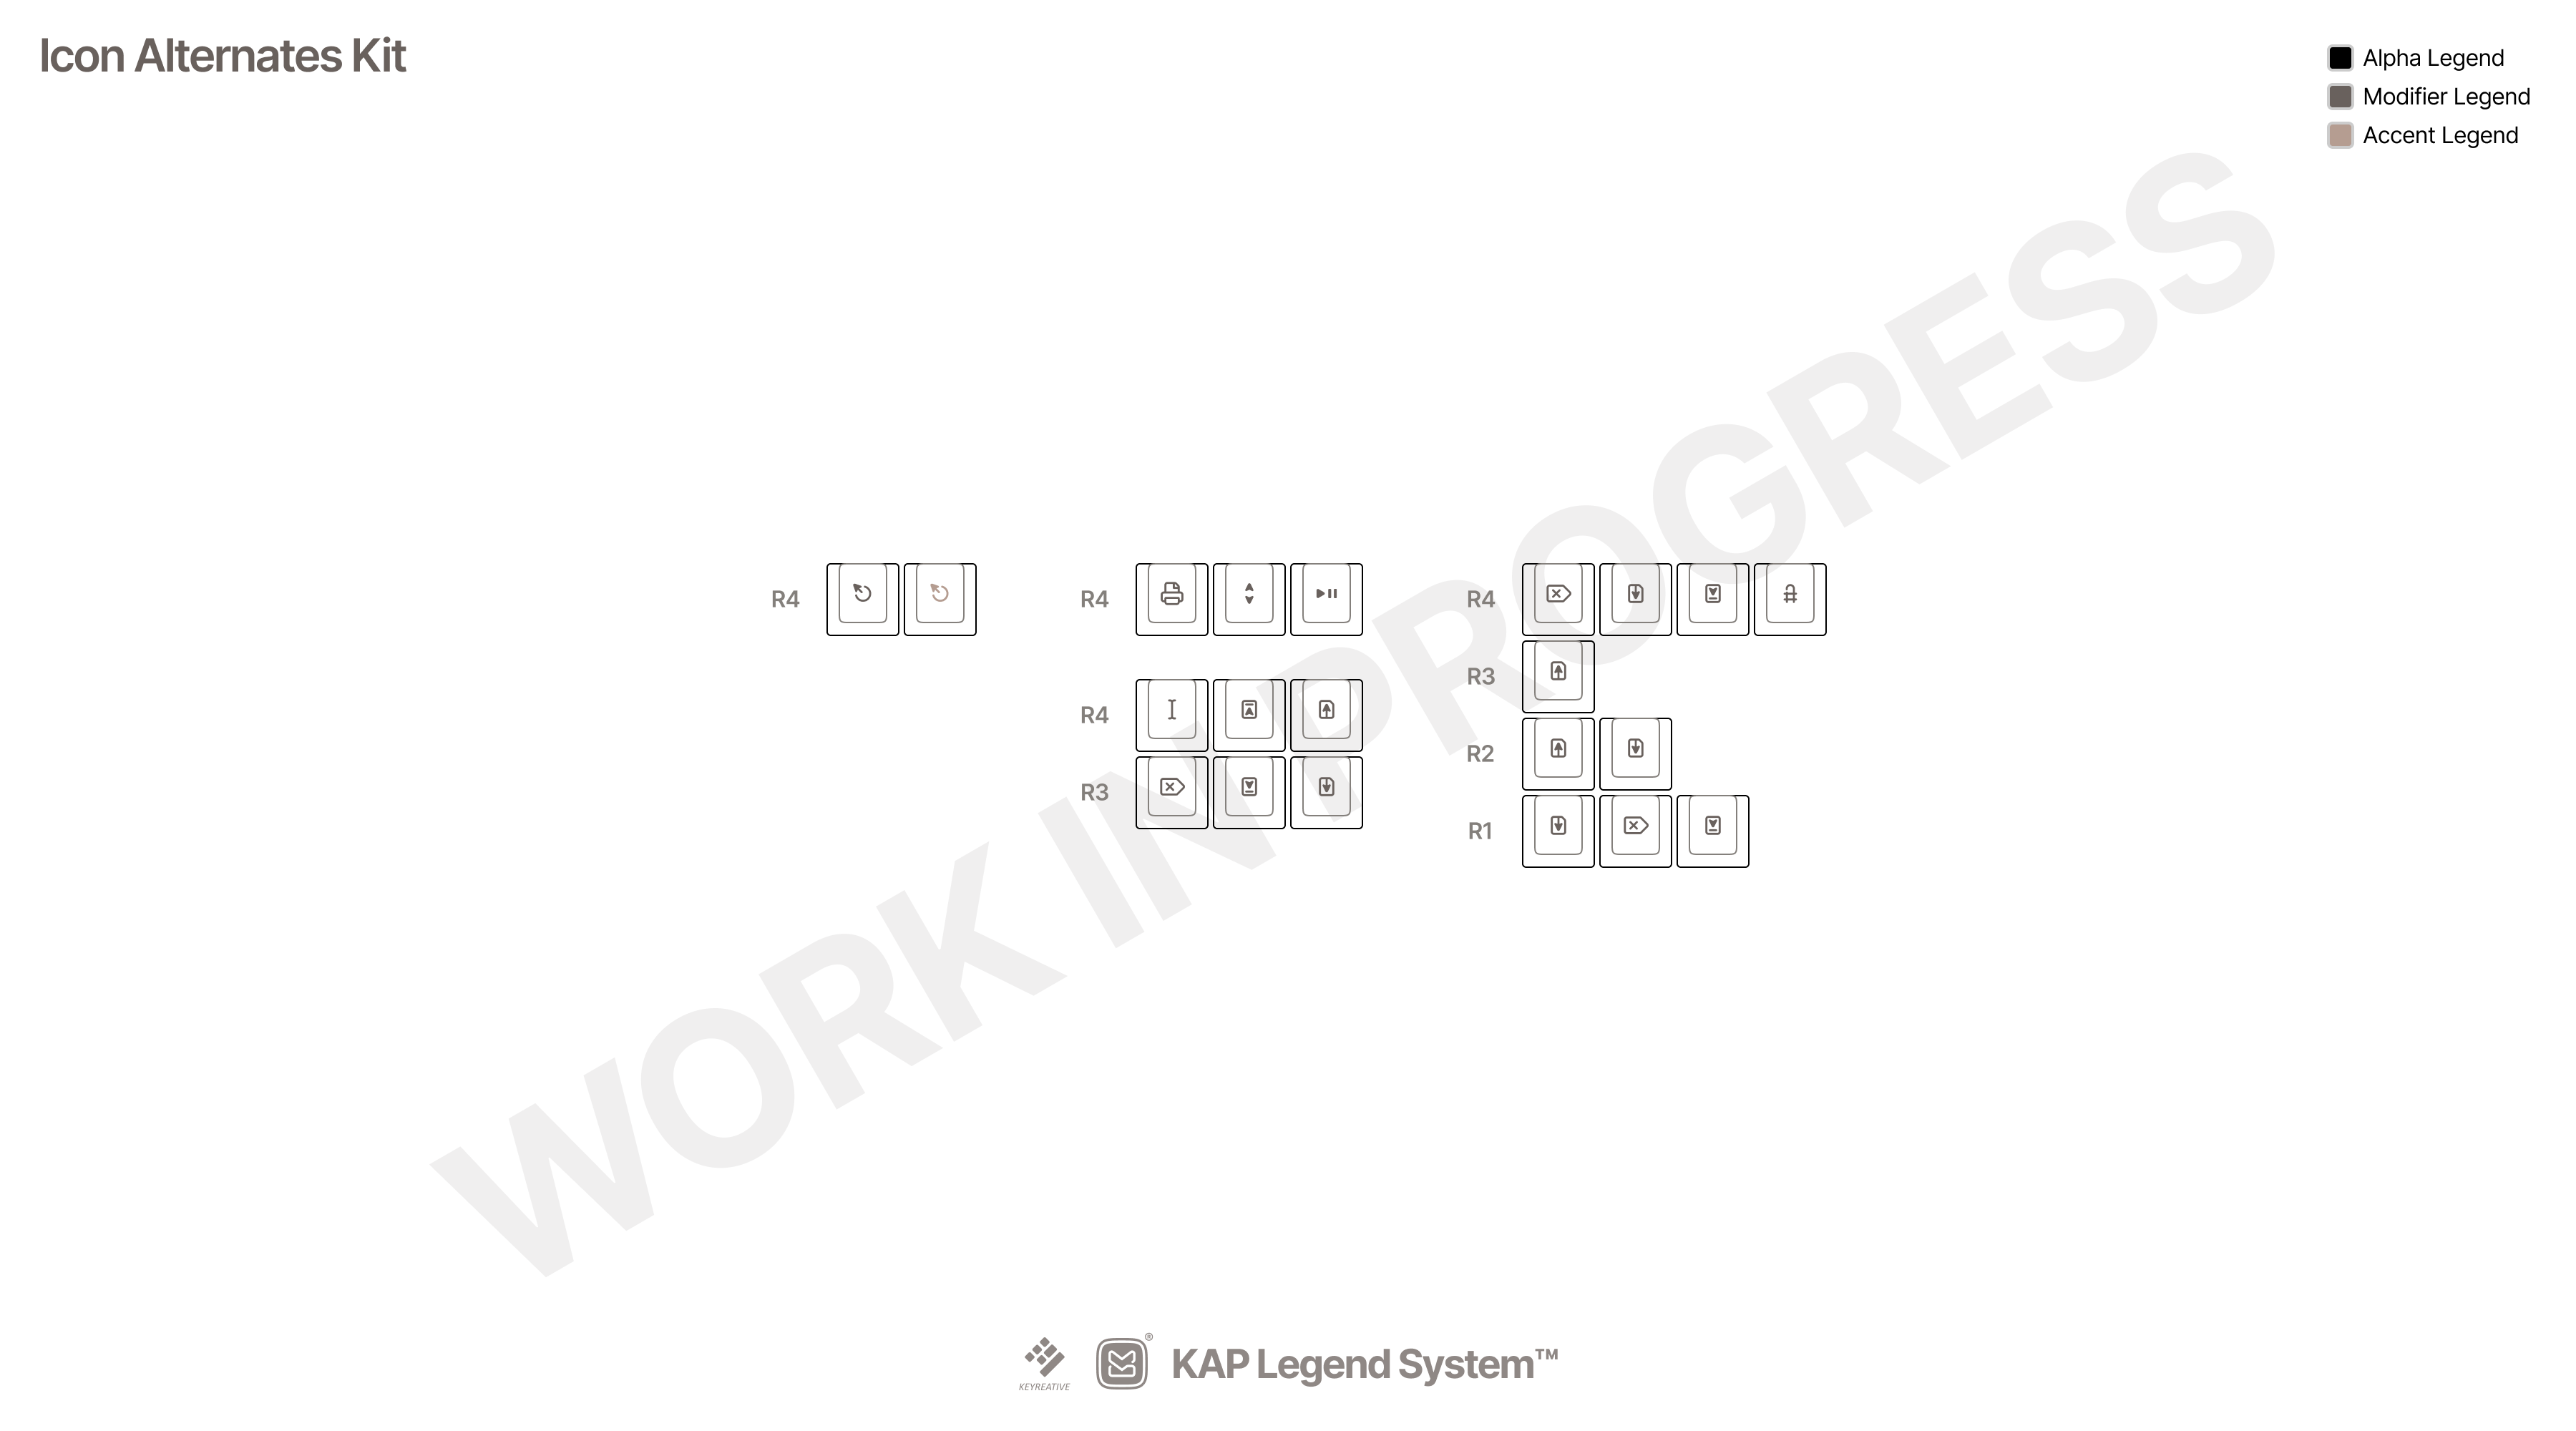 Icon Alternates Kit
Alpha Legend
Modifier Legend
Accent Legend
R4
R4
R4
R3
R4
R2
R3
R1
WORK IN PROGRESS
KEYREATIVE
®
KAP Legend System™